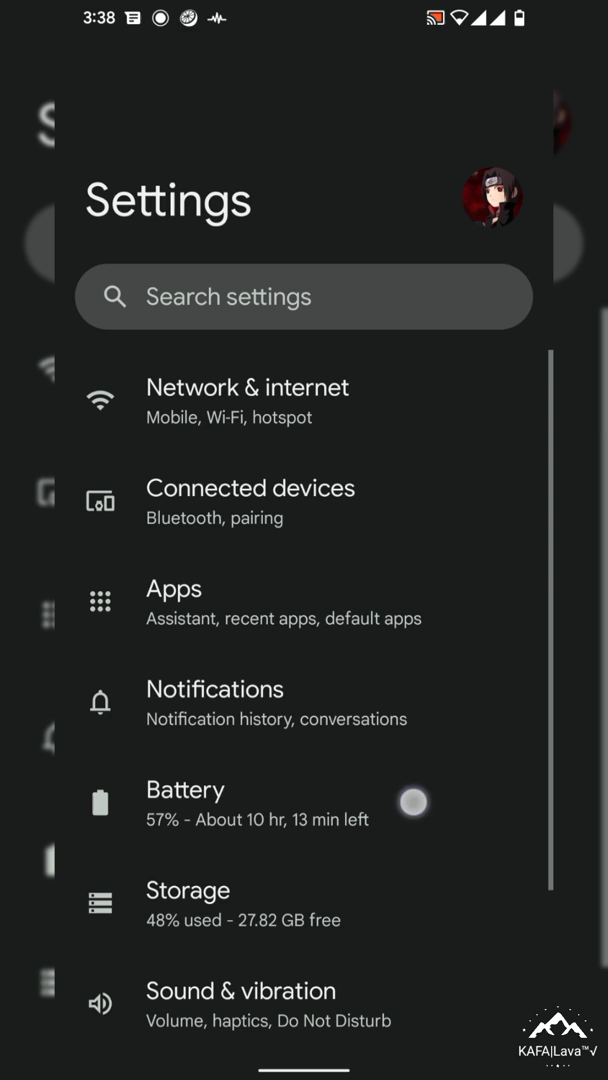 3:38
Settings
Search settings
Network & internet
Mobile, Wi-Fi, hotspot
Connected devices
Bluetooth, pairing
Apps
Assistant, recent apps, default apps
Notifications
Notification history, conversations
Battery
57% - About 10 hr, 13 min left
Storage
48% used - 27.82 GB free
Sound & vibration
Volume, haptics, Do Not Disturb
KAFA|Lava™√